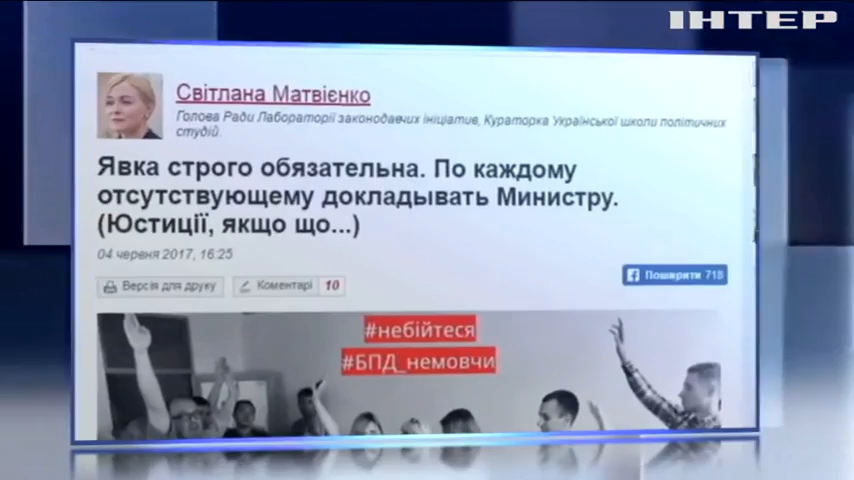 ІНТЕР
Світлана Матвієнко
Голова Ради Лабораторії законодавчих ініціатив, Кураторка Української школи політичних
студій.
Явка строго обязательна. По каждому
отсутствующему докладывать Министру.
(Юстиції, якщо що...)
04 червня 2017, 16:25
Поширити 718
Версія для друку
Коментарі 10
#небійтеся
#БПД_немовчи